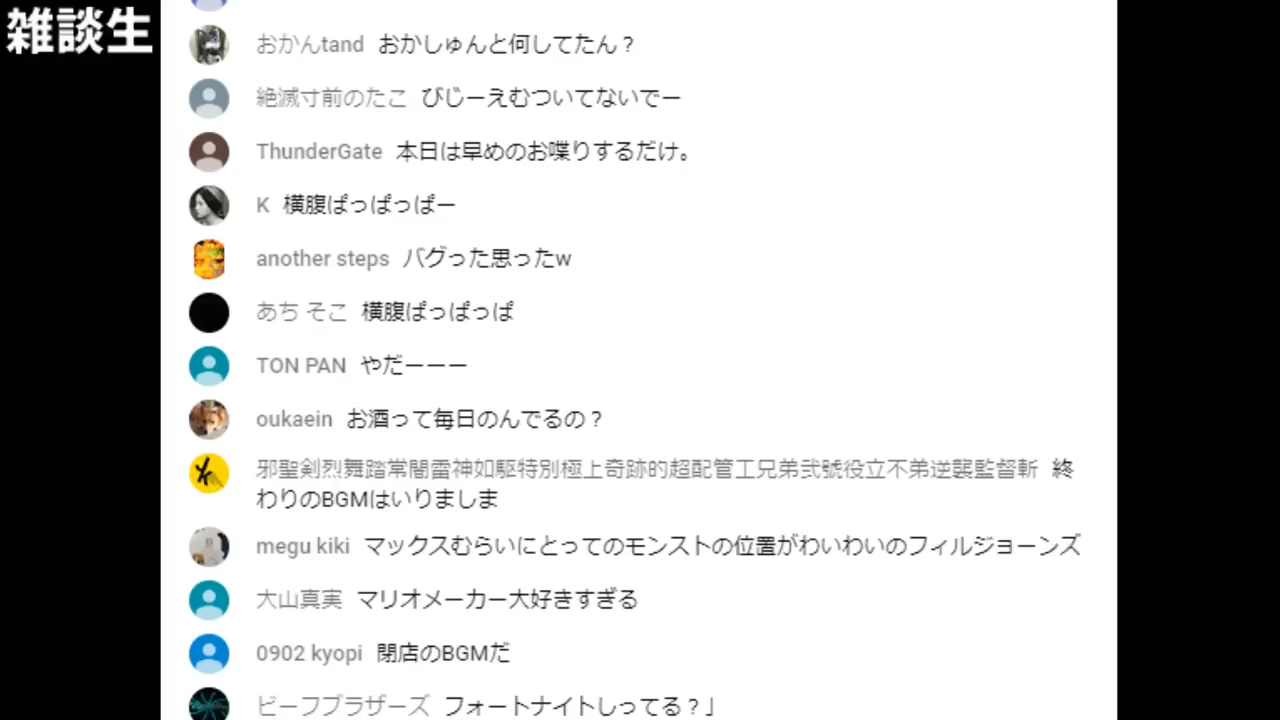 雑談生
おかんtand おかしゅんと何してたん？
絶滅寸前のたこ びじーえむついてないでー
ThunderGate 本日は早めのお喋りするだけ。
K 横腹ぱっぱっぱー
another steps バグった思ったw
あち そこ 横腹ぱっぱっぱ
TON PAN やだーーー
oukaein お酒って毎日のんでるの？
邪聖剣烈舞踏常闇雷神如駆特別極上奇跡的超配管工兄弟弐號役立不弟逆襲監督斬 終
わりのBGMはいりましま
megu kiki マックスむらいにとってのモンストの位置がわいわいのフィルジョーンズ
大山真実 マリオメーカー大好きすぎる
0902 kyopi 閉店のBGMだ
ビーフブラザーズ フォートナイトしってる？」